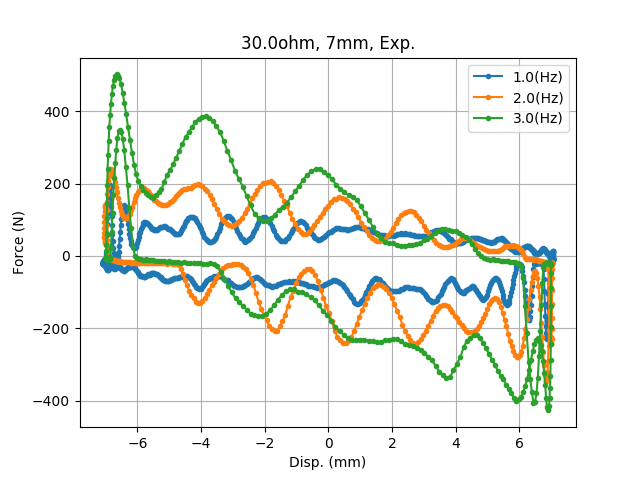 30.0ohm, 7mm, Exp.
1.0(Hz)
2.0(Hz)
3.0(Hz)
Force (N)
400
200
0
−200
−400
−6 −4 −2 0 2 4 6
Disp. (mm)